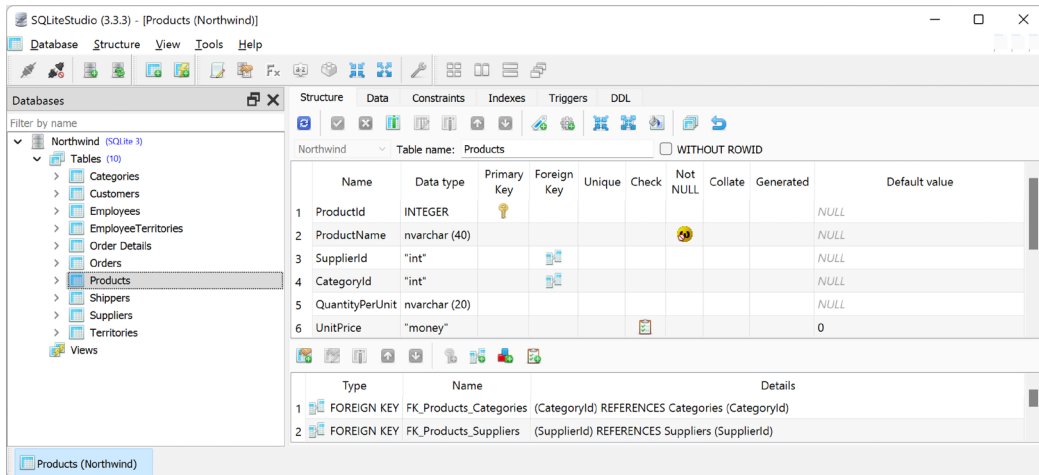 SQLiteStudio (3.3.3) - [Products (Northwind)]
Database Structure View Tools Help
Databases
Filter by name
Northwind (SQLite 3)
Tables (10)
Categories
Customers
Employees
EmployeeTerritories
Order Details
Orders
Products
Shippers
Suppliers
Territories
Views
Structure Data Constraints Indexes Triggers DDL
Northwind Table name: Products WITHOUT ROWID
Name Data type Primary Key Foreign Key Unique Check Not NULL Collate Generated Default value
1 ProductId INTEGER NULL
2 ProductName nvarchar (40) NULL
3 SupplierId "int" NULL
4 CategoryId "int" NULL
5 QuantityPerUnit nvarchar (20) NULL
6 UnitPrice "money" 0
Type Name Details
1 FOREIGN KEY FK_Products_Categories (CategoryId) REFERENCES Categories (CategoryId)
2 FOREIGN KEY FK_Products_Suppliers (SupplierId) REFERENCES Suppliers (SupplierId)
Products (Northwind)